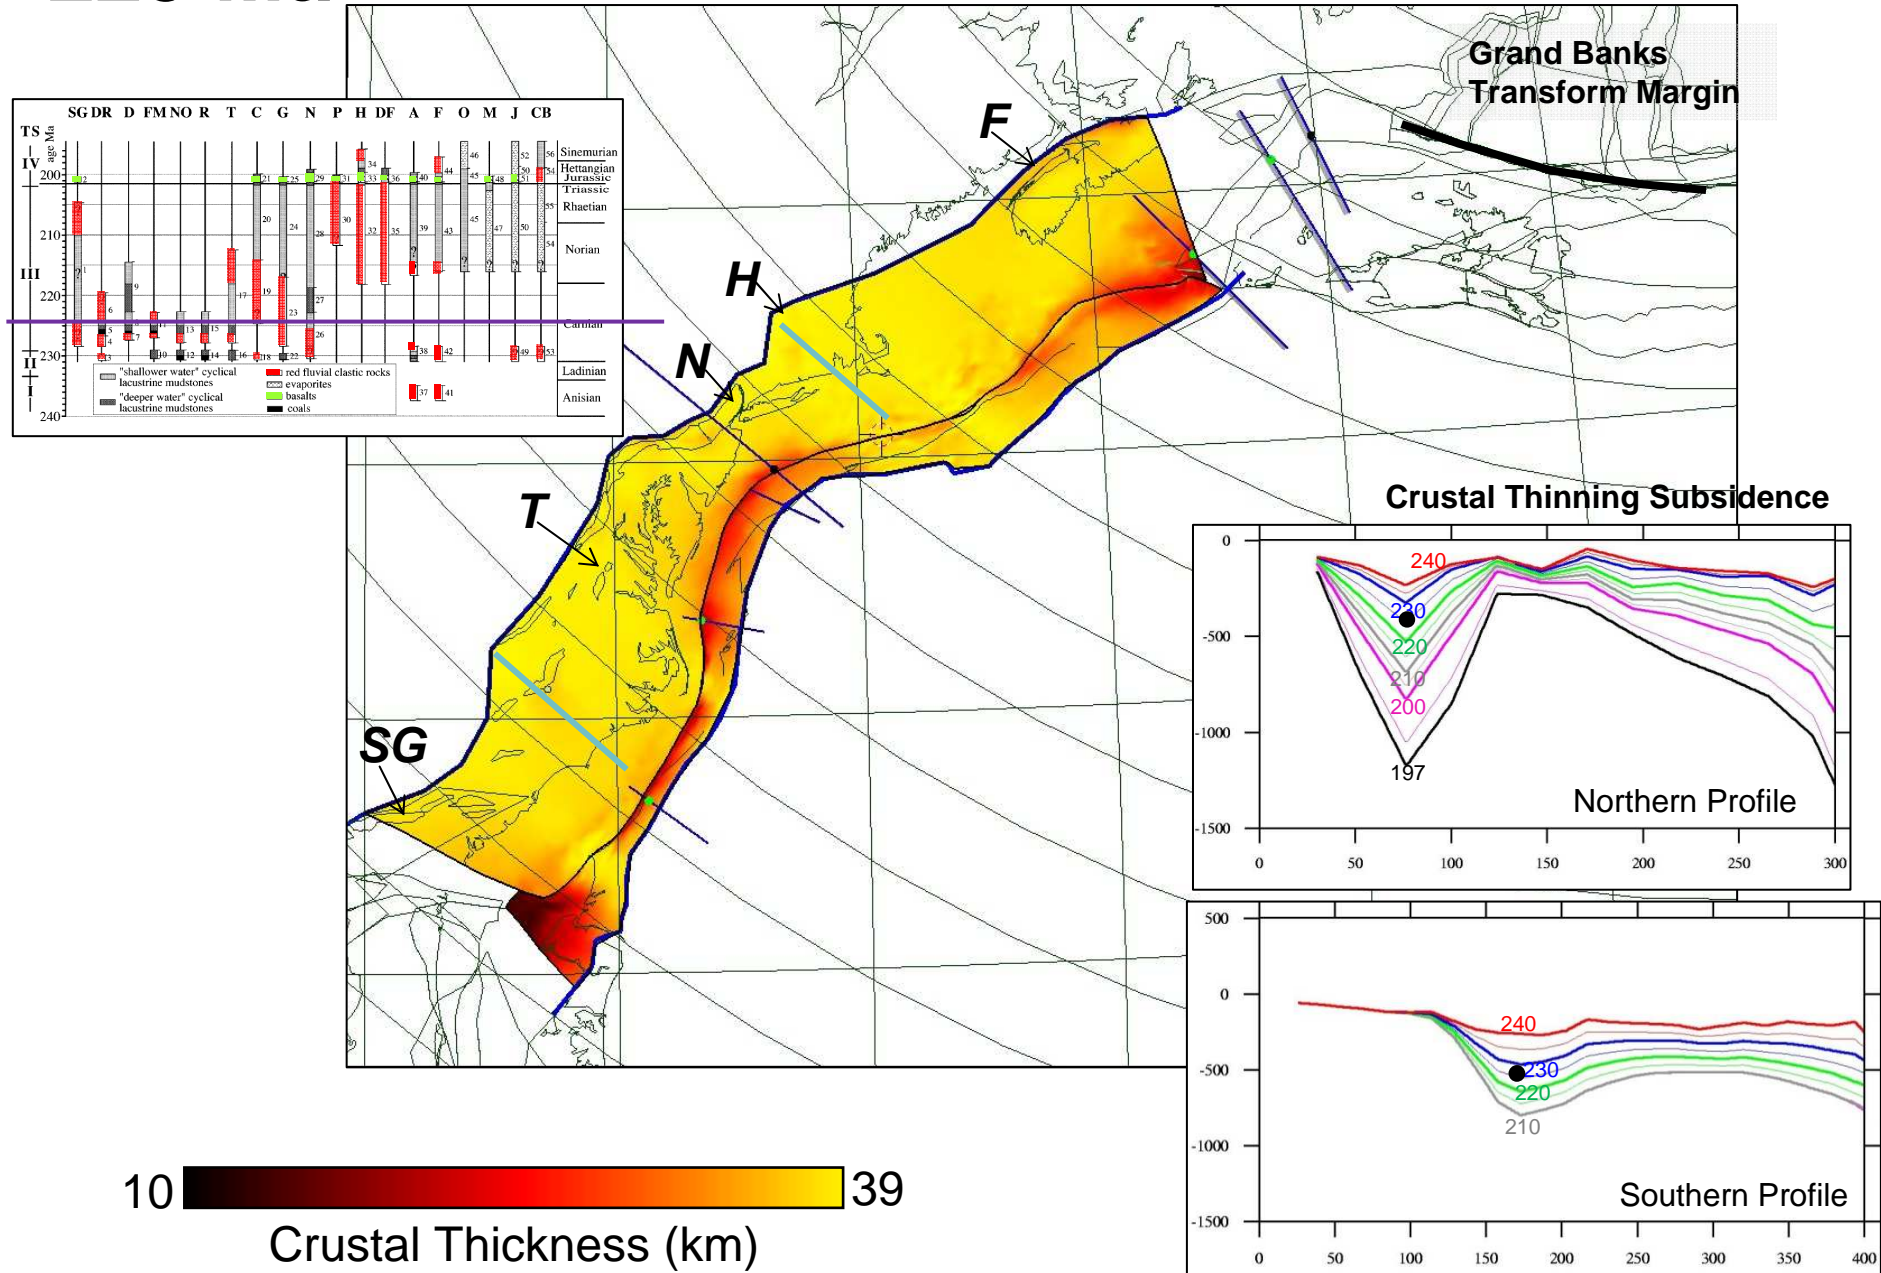 Grand Banks
Transform Margin
SG DR D FM NO R T C G N P H DF A F O M J CB
TS
age Ma
IV
III
II
I
200
210
220
230
240
Sinemurian
Hettangian
Jurassic
Triassic
Rhaetian
Norian
Carnian
Ladinian
Anisian
"shallower water" cyclical
lacustrine mudstones
"deeper water" cyclical
lacustrine mudstones
red fluvial clastic rocks
evaporites
basalts
coals
F
H
N
T
SG
Crustal Thinning Subsidence
0
-500
-1000
-1500
240
230
220
210
200
197
Northern Profile
0 50 100 150 200 250 300
500
0
-500
-1000
-1500
240
230
220
210
Southern Profile
0 50 100 150 200 250 300 350 400
10 39
Crustal Thickness (km)